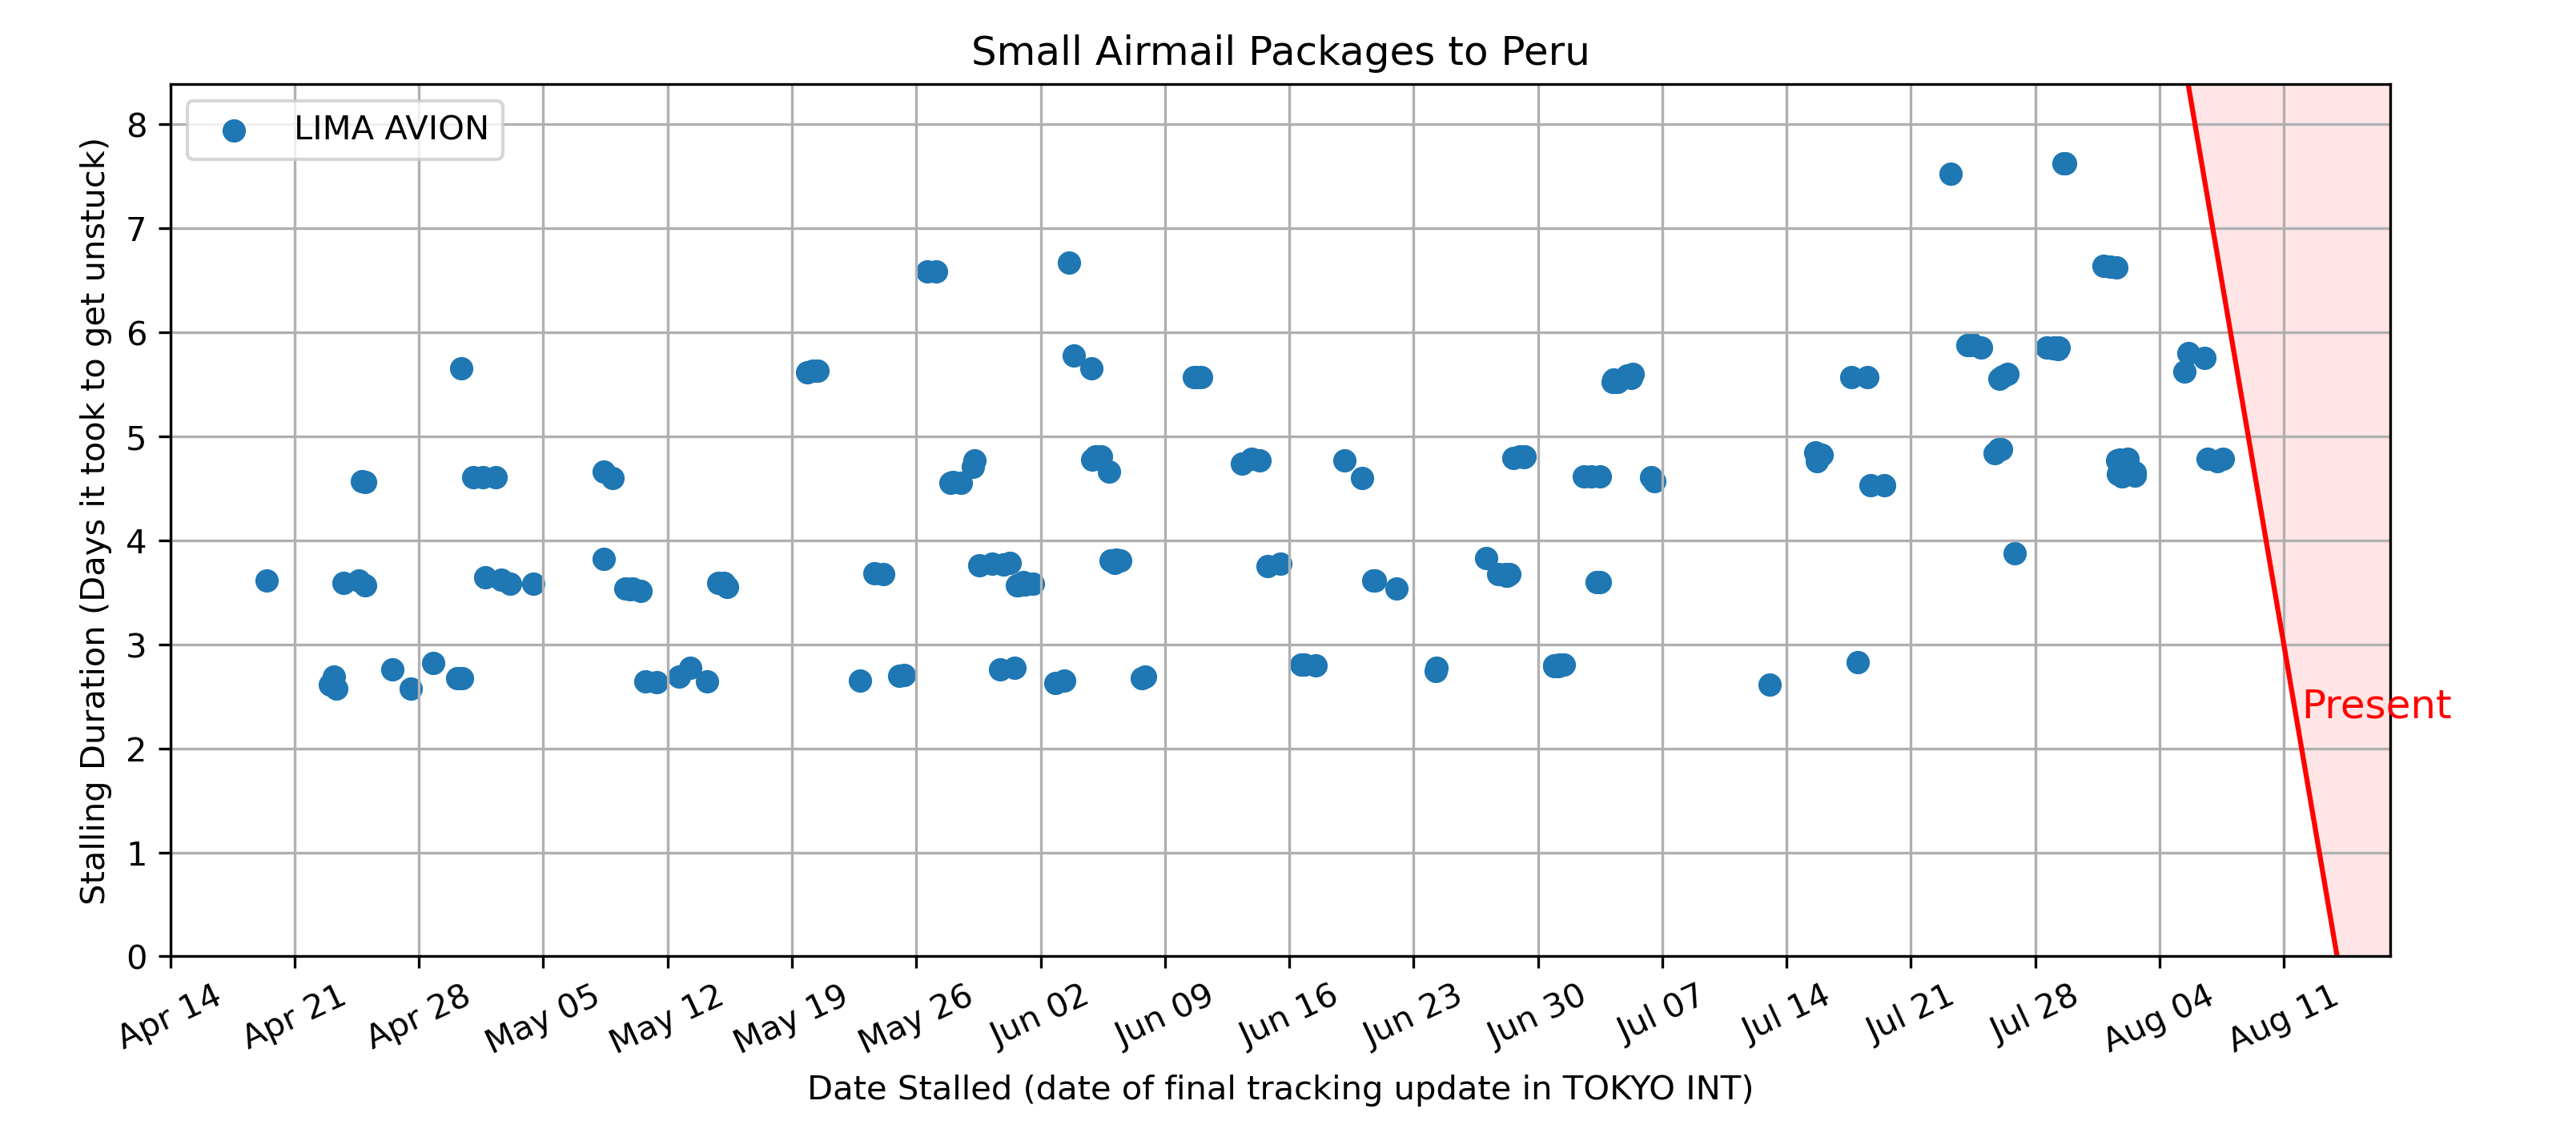 Small Airmail Packages to Peru
LIMA AVION
Stalling Duration (Days it took to get unstuck)
8
7
6
5
4
3
2
1
0
Present
Apr 14
Apr 21
Apr 28
May 05
May 12
May 19
May 26
Jun 02
Jun 09
Jun 16
Jun 23
Jun 30
Jul 07
Jul 14
Jul 21
Jul 28
Aug 04
Aug 11
Date Stalled (date of final tracking update in TOKYO INT)